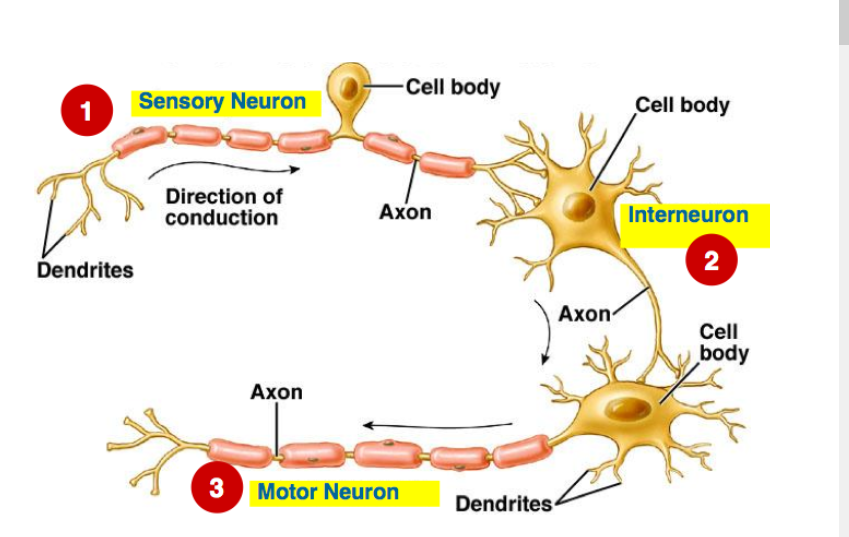 1
Sensory Neuron
Cell body
Cell body
Direction of
conduction
Axon
Interneuron
2
Dendrites
Axon
Cell
body
Axon
3
Motor Neuron
Dendrites